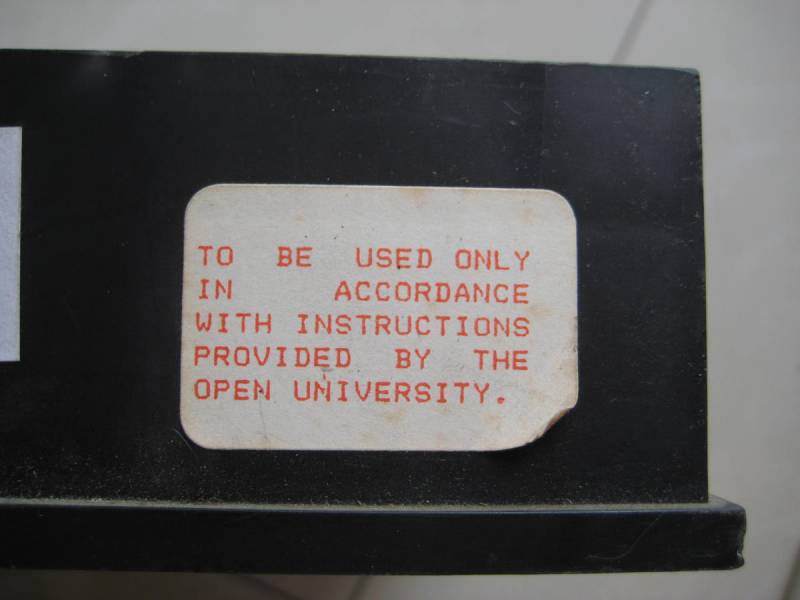 TO BE USED ONLY
IN ACCORDANCE
WITH INSTRUCTIONS
PROVIDED BY THE
OPEN UNIVERSITY.